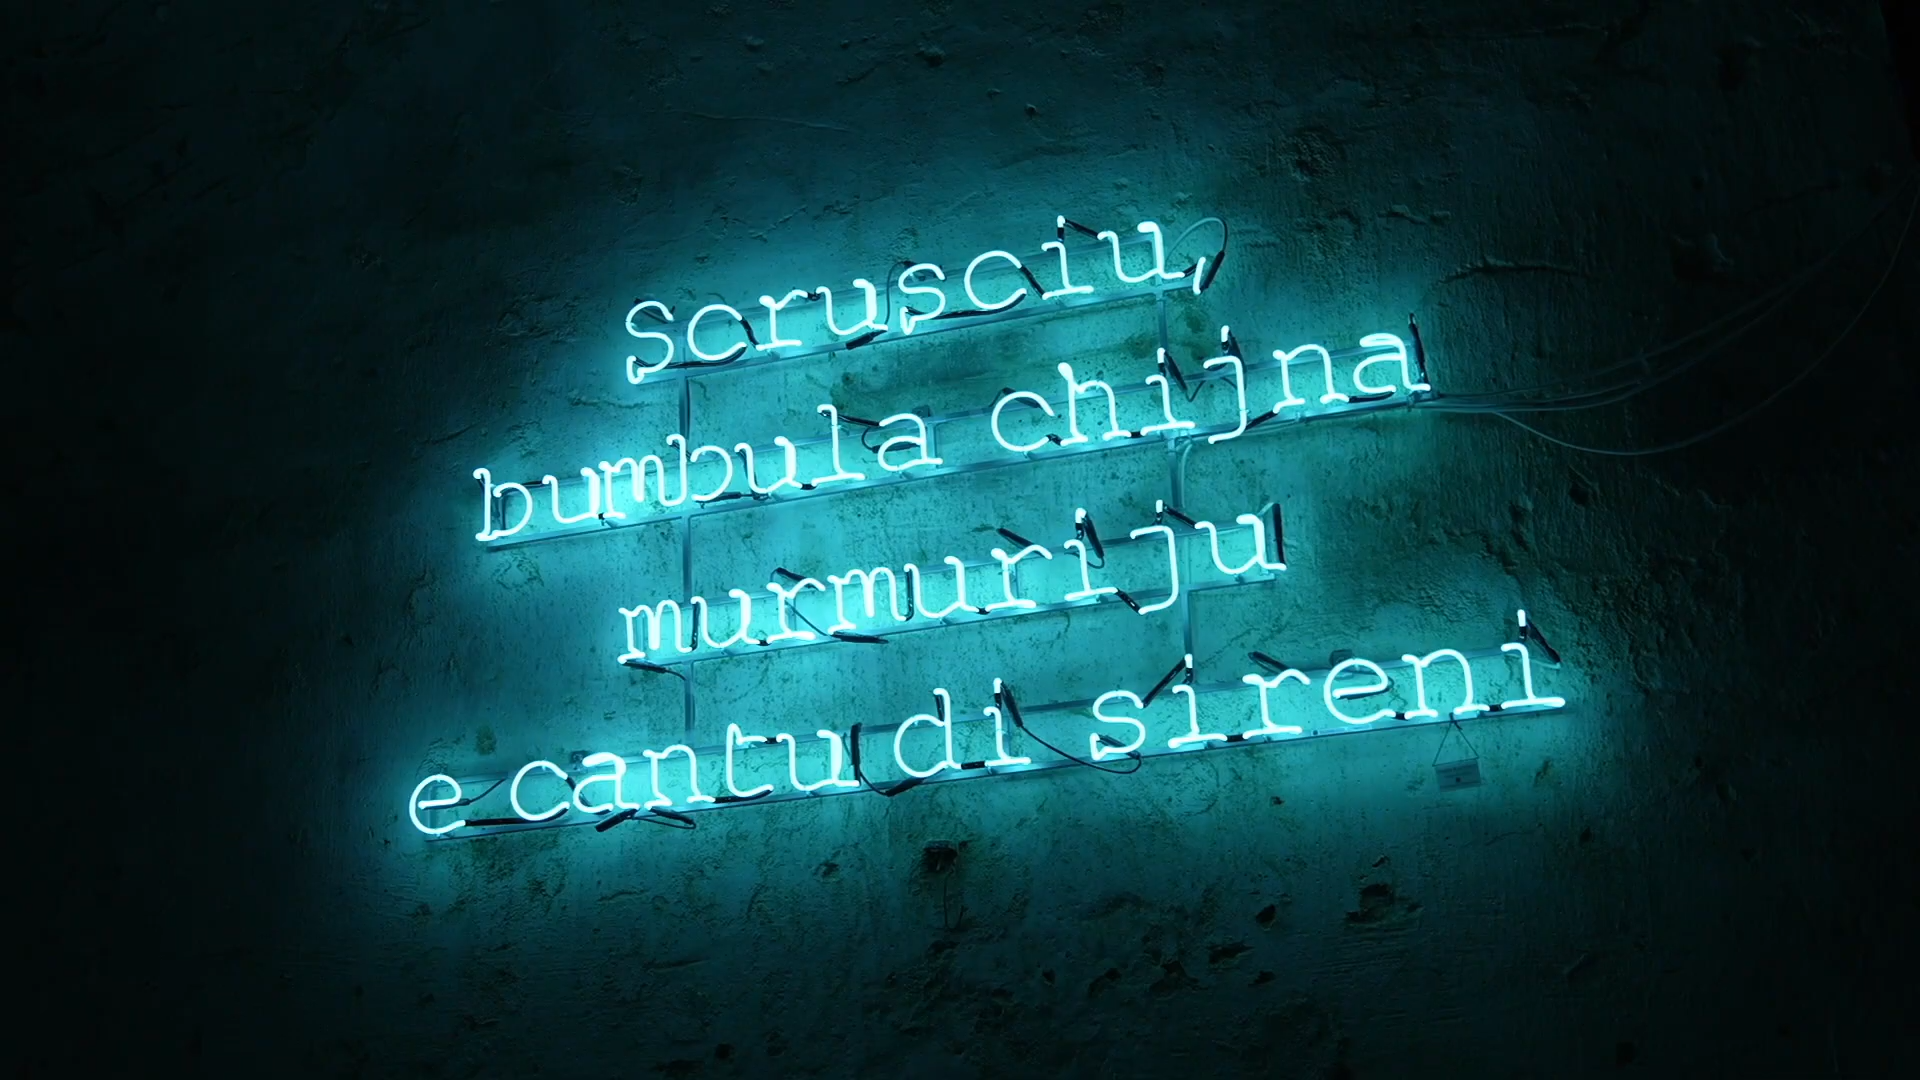 Scrusciu,
bumbula chijna
murmuriju
e cantu di sireni